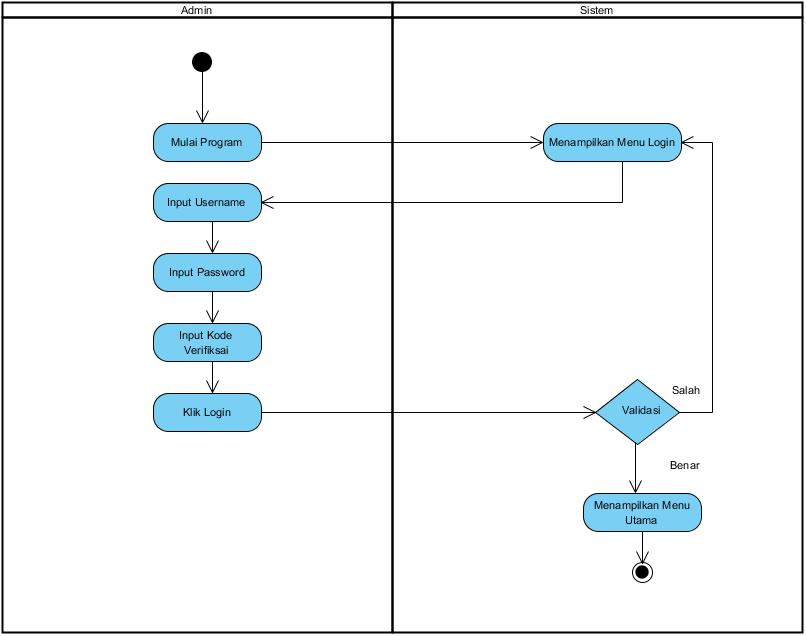 Admin
Sistem
Mulai Program
Menampilkan Menu Login
Input Username
Input Password
Input Kode
Verifiksai
Klik Login
Validasi
Salah
Benar
Menampilkan Menu
Utama